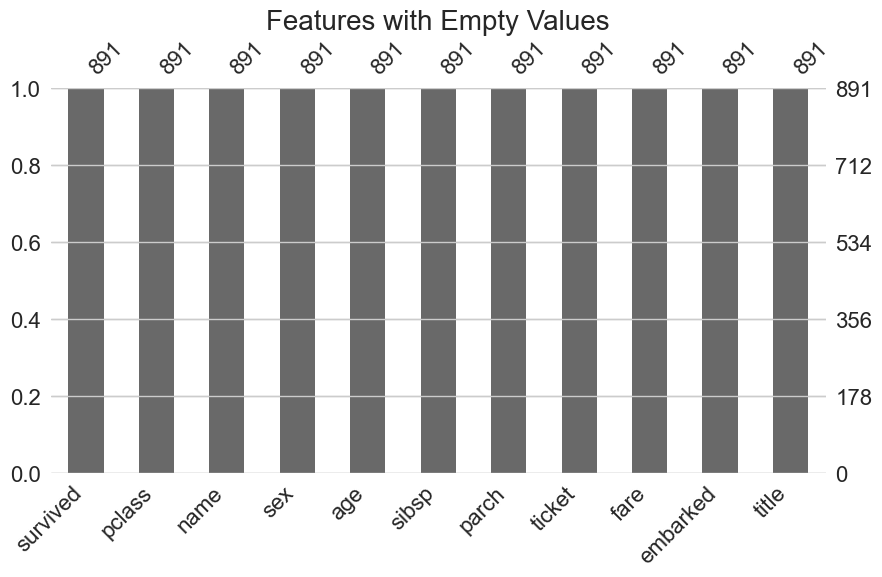 Features with Empty Values
891 891 891 891 891 891 891 891 891 891 891
1.0 891
0.8 712
0.6 534
0.4 356
0.2 178
0.0 0
survived pclass name sex age sibsp parch ticket fare embarked title